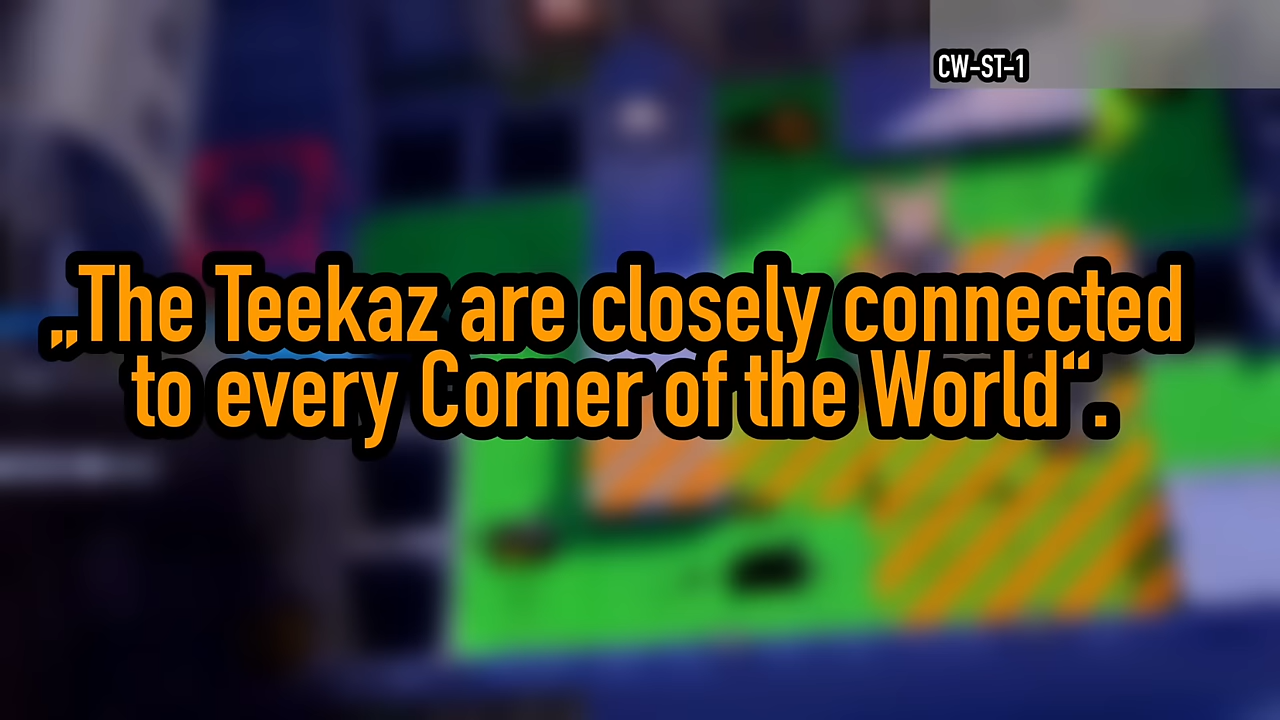 CW-ST-1
„The Teekaz are closely connected
to every Corner of the World“.